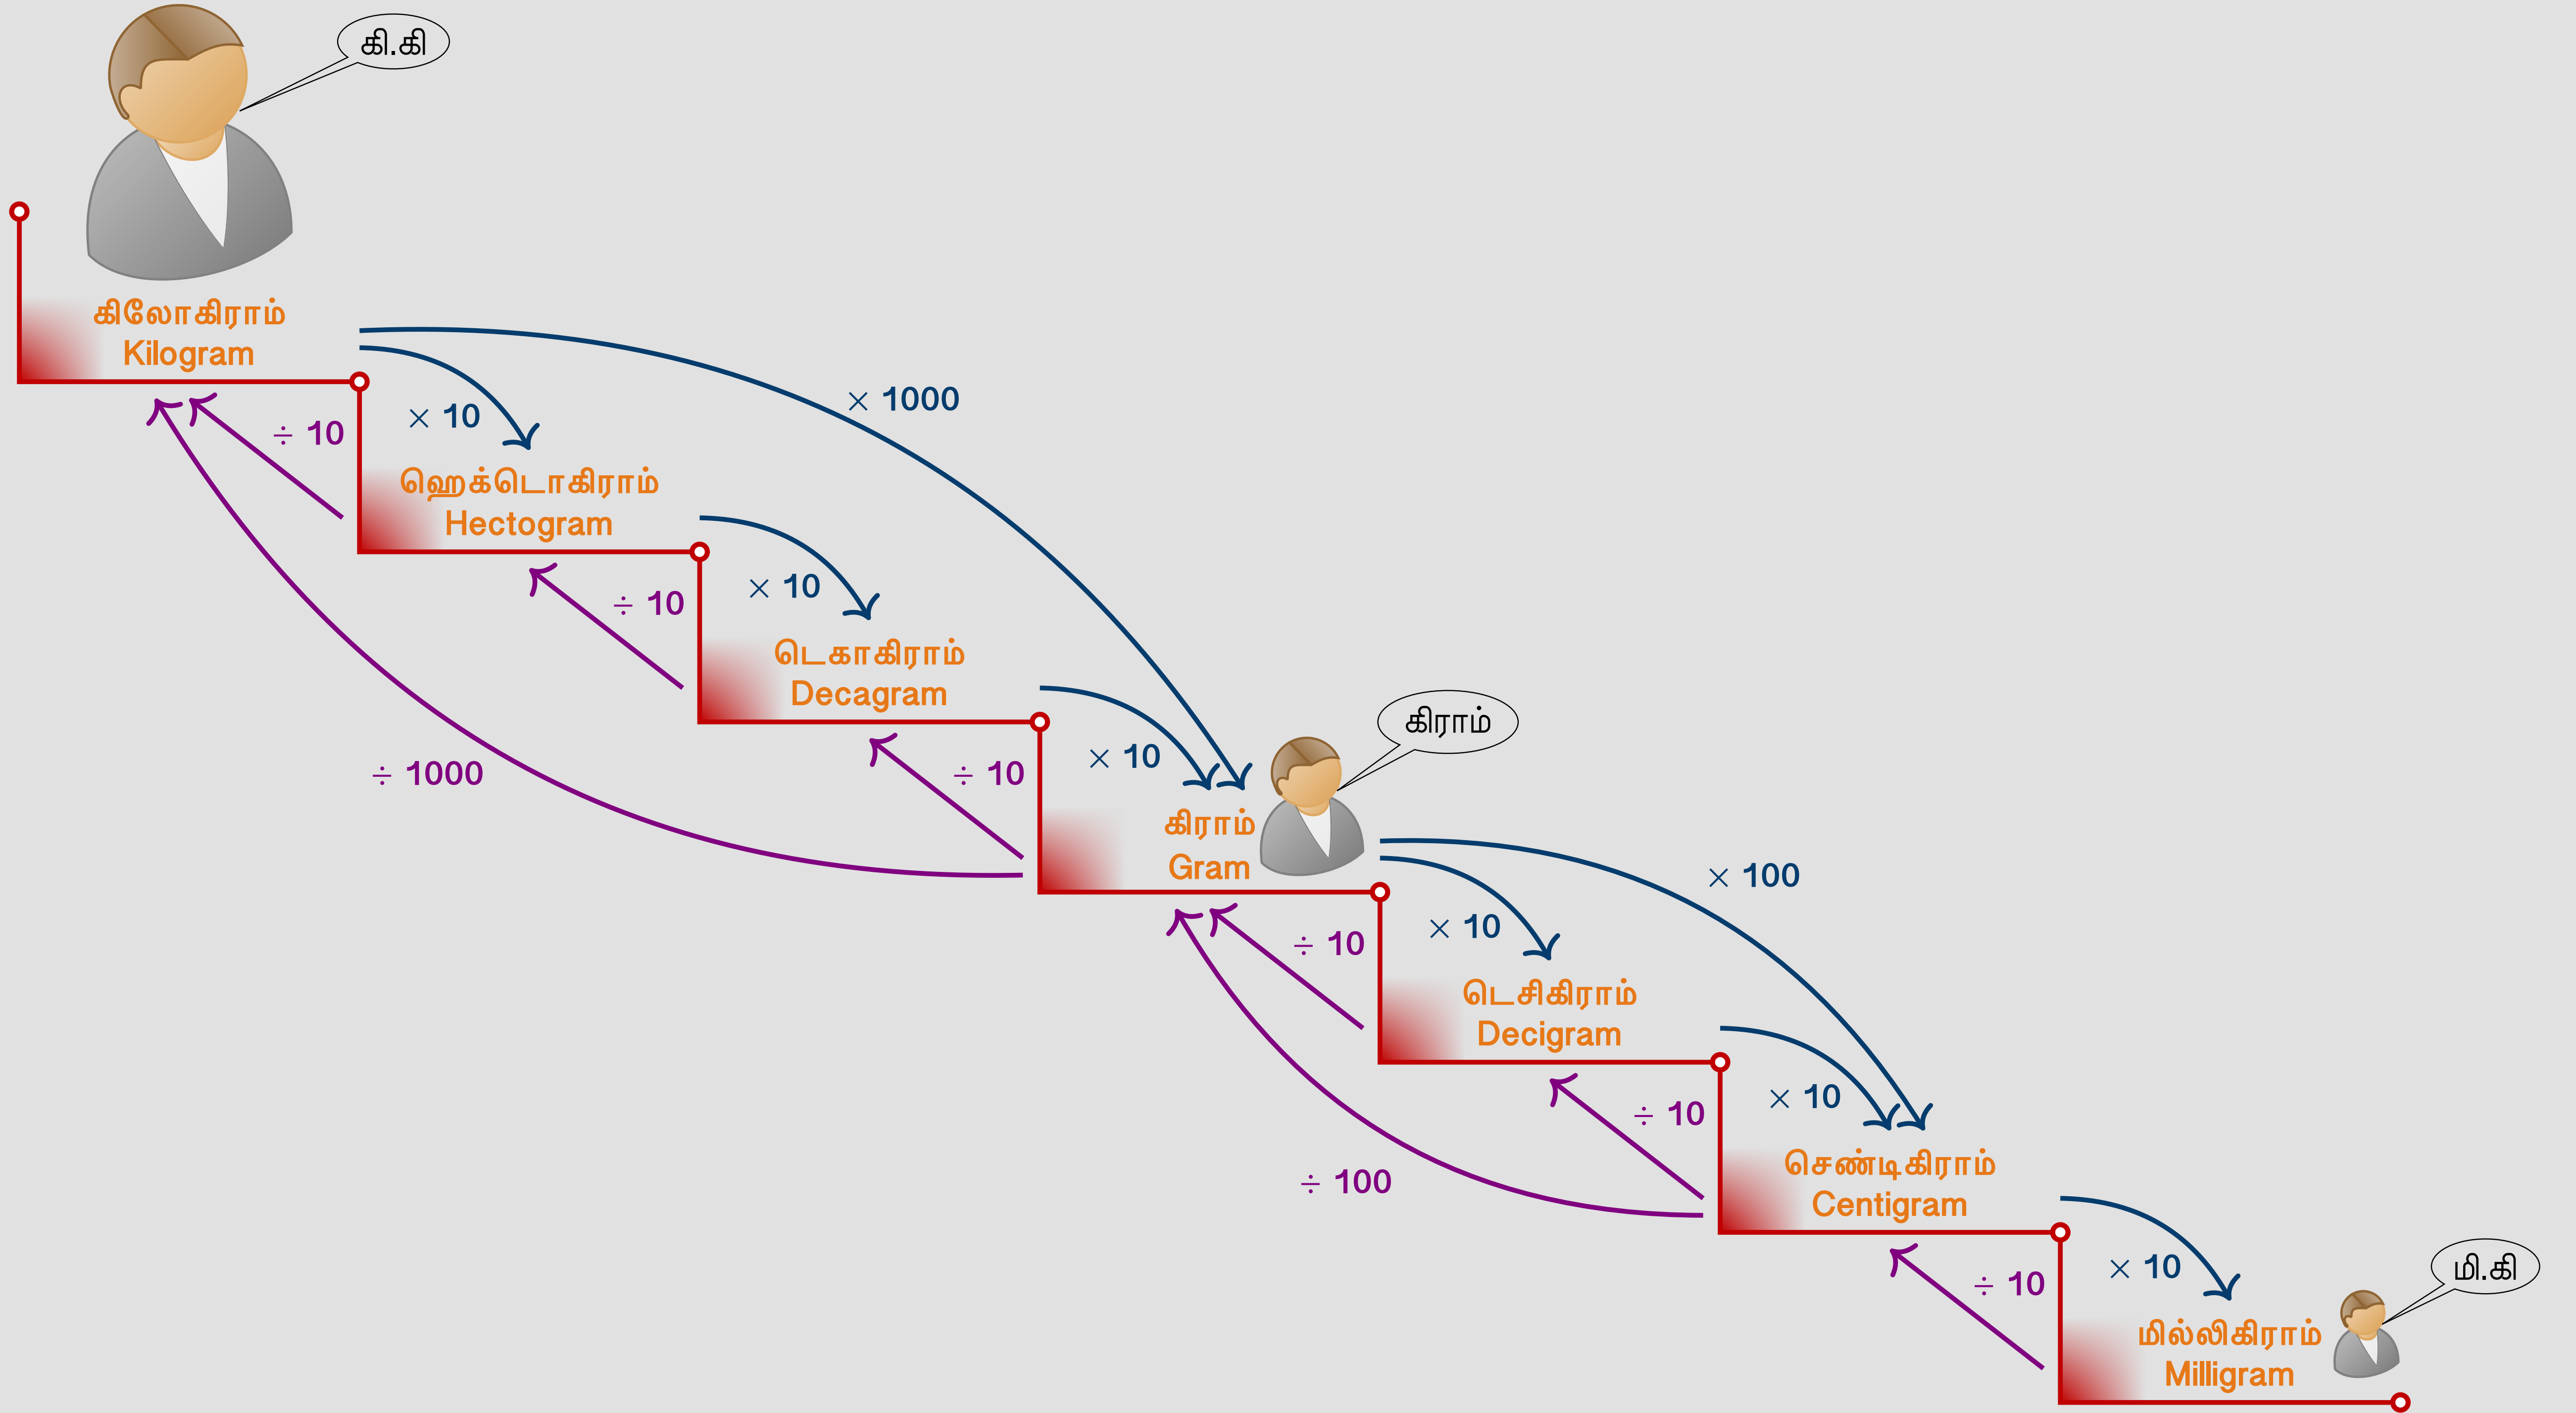 கி.கி
கிலோகிராம்
Kilogram
× 1000
× 10
÷ 10
ஹெக்டொகிராம்
Hectogram
× 10
÷ 10
டெகாகிராம்
Decagram
÷ 1000
× 10
÷ 10
கிராம்
கிராம்
Gram
× 100
× 10
÷ 10
டெசிகிராம்
Decigram
× 10
÷ 10
÷ 100
செண்டிகிராம்
Centigram
× 10
÷ 10
மி.கி
மில்லிகிராம்
Milligram